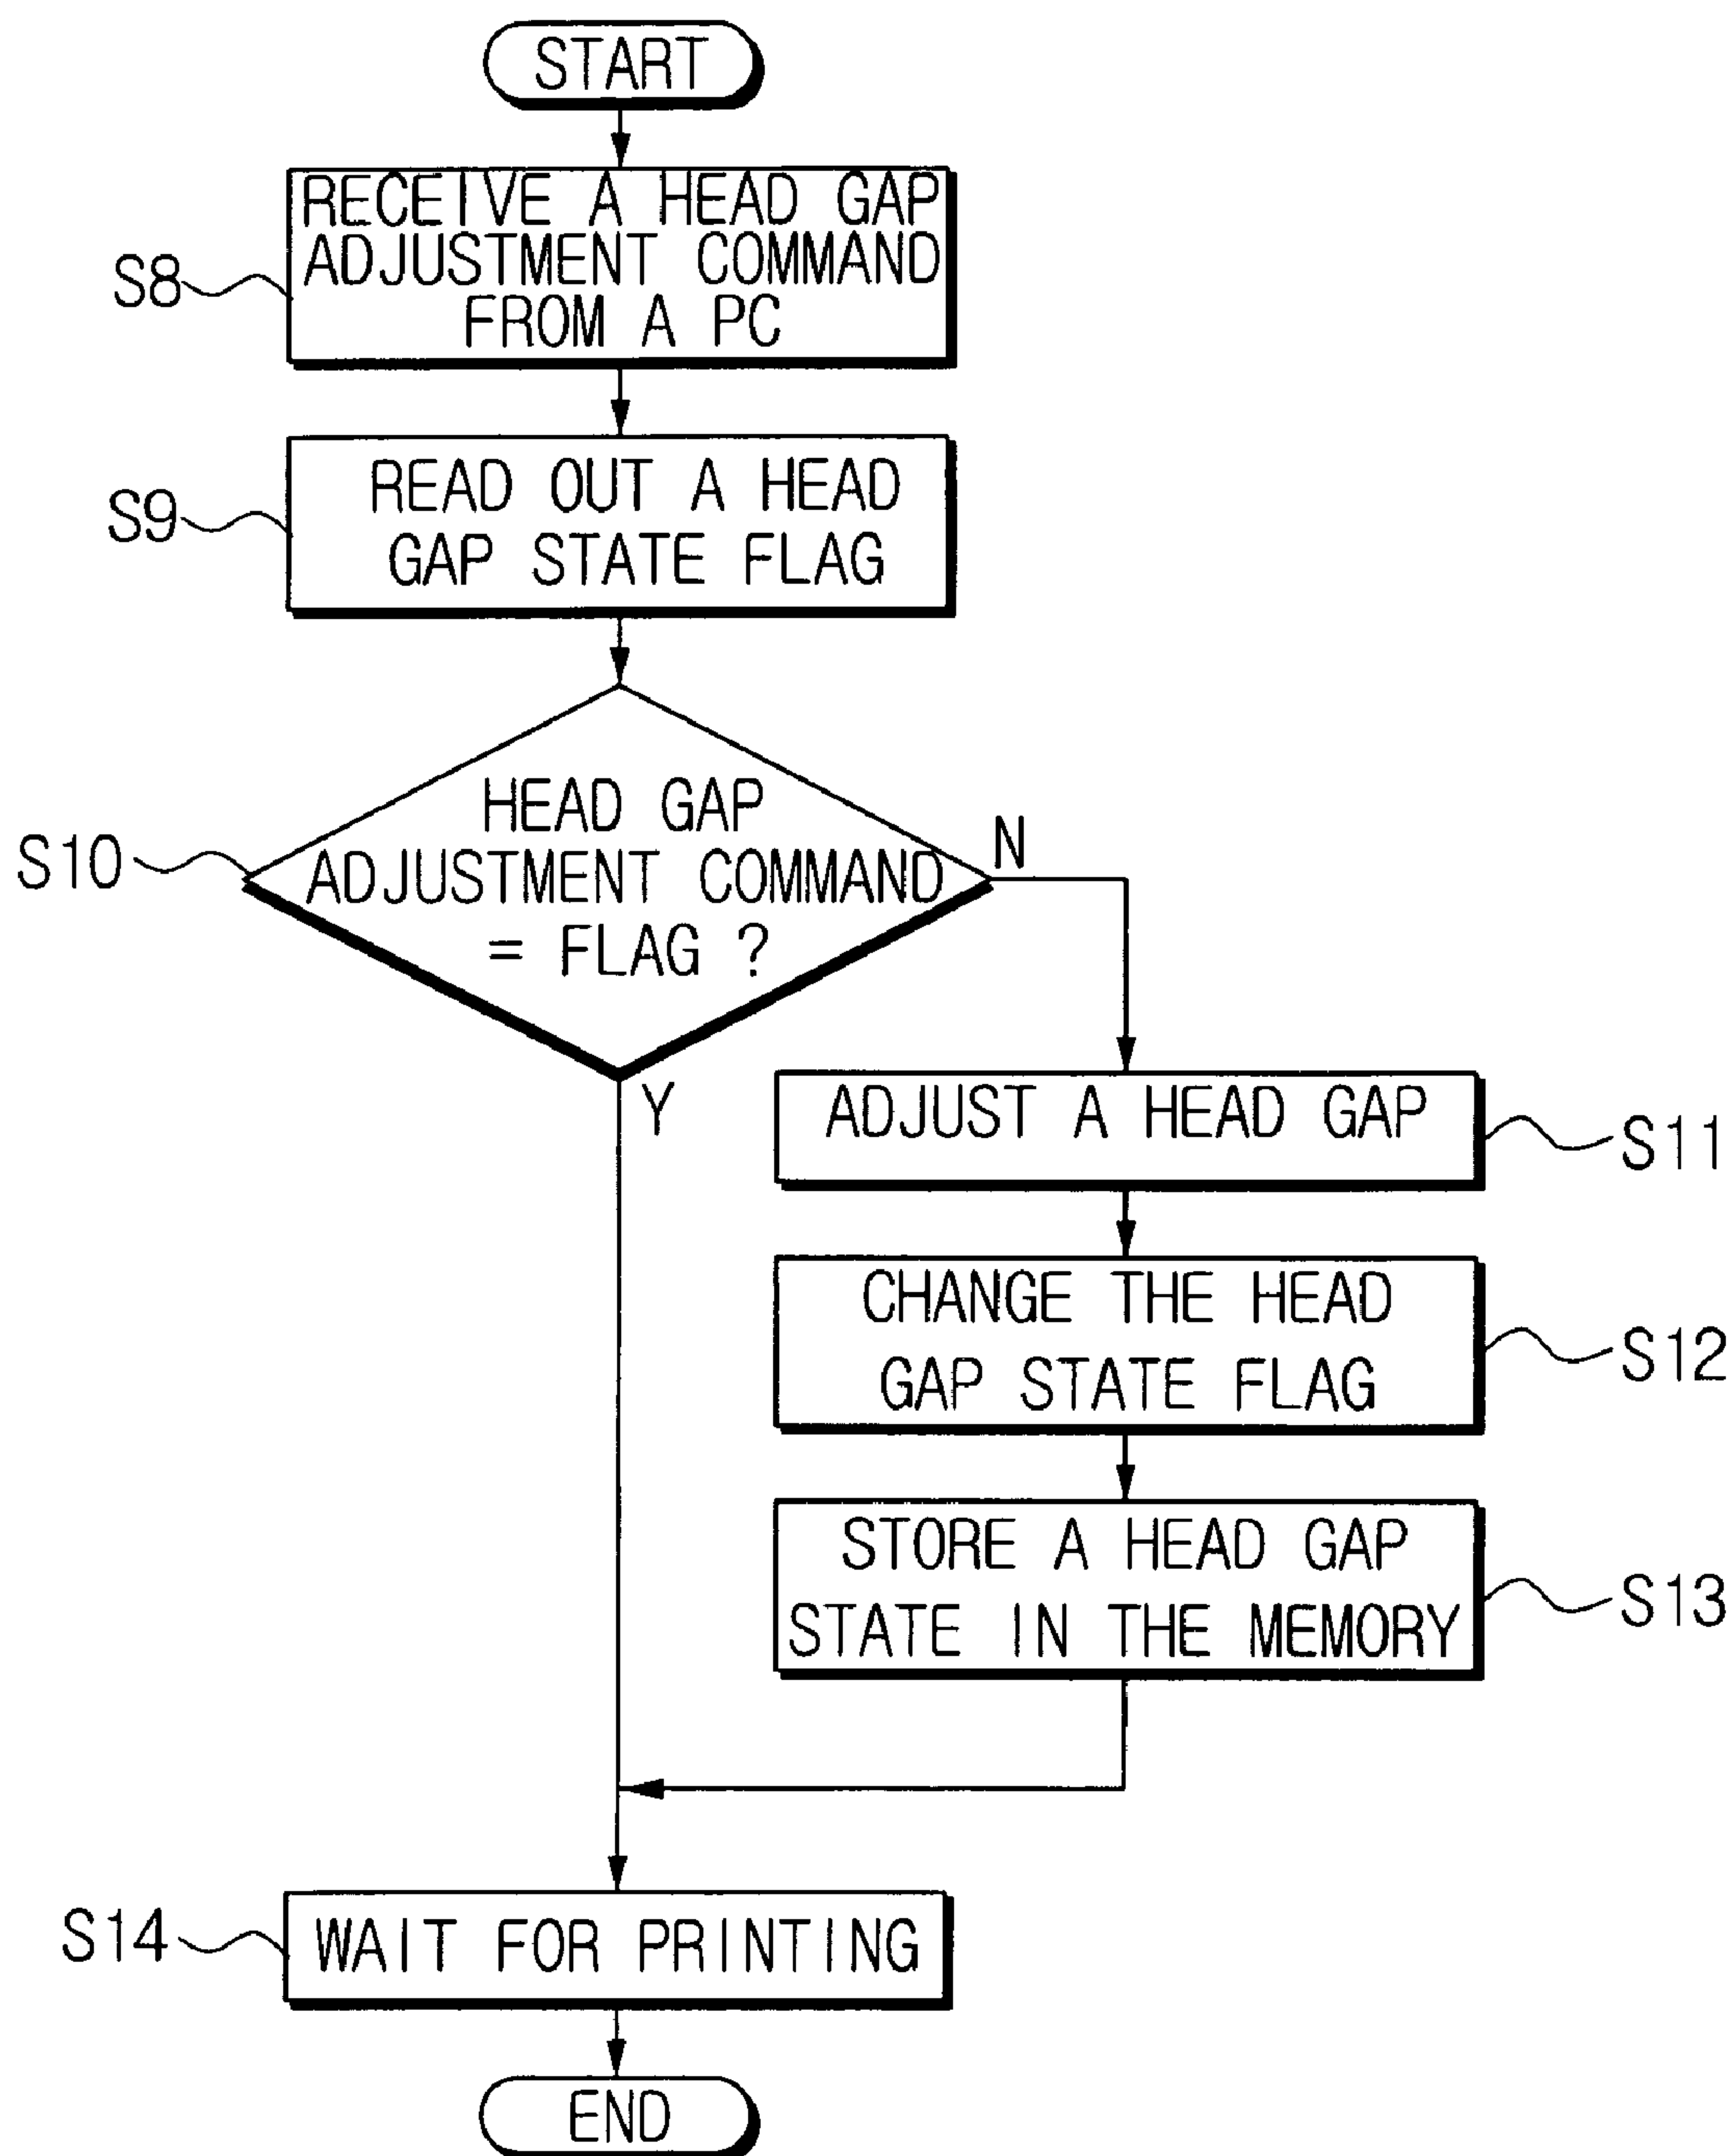 START
RECEIVE A HEAD GAP
ADJUSTMENT COMMAND
FROM A PC
S8
READ OUT A HEAD
GAP STATE FLAG
S9
HEAD GAP
ADJUSTMENT COMMAND
= FLAG ?
S10
N
Y
ADJUST A HEAD GAP
S11
CHANGE THE HEAD
GAP STATE FLAG
S12
STORE A HEAD GAP
STATE IN THE MEMORY
S13
S14
WAIT FOR PRINTING
END